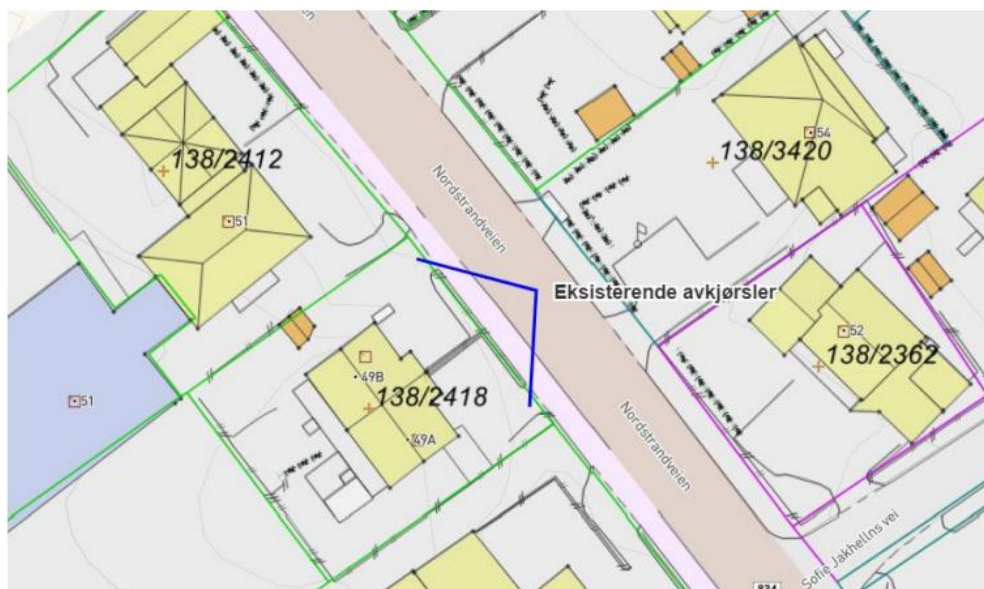 54
138/2412
138/3420
Nordstrandveien
51
Eksisterende avkjørsler
52
138/2362
49B
138/2418
51
49A
Nordstrandveien
Sofie Jakhellns vei